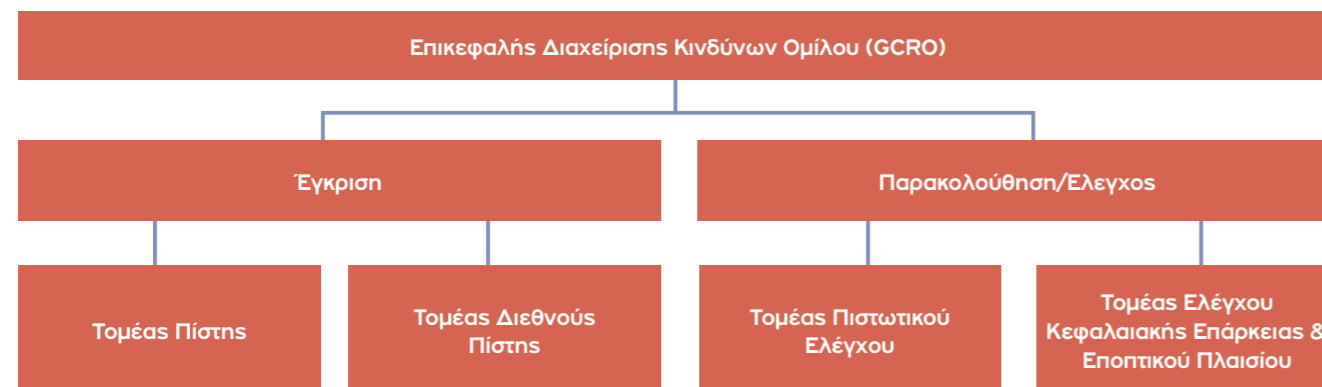 Επικεφαλής Διαχείρισης Κινδύνων Ομίλου (GCRO)
Έγκριση
Παρακολούθηση/Ελεγχος
Τομέας Πίστης
Τομέας Διεθνούς
Πίστης
Τομέας Πιστωτικού
Ελέγχου
Τομέας Ελέγχου
Κεφαλαιακής Επάρκειας &
Εποπτικού Πλαισίου